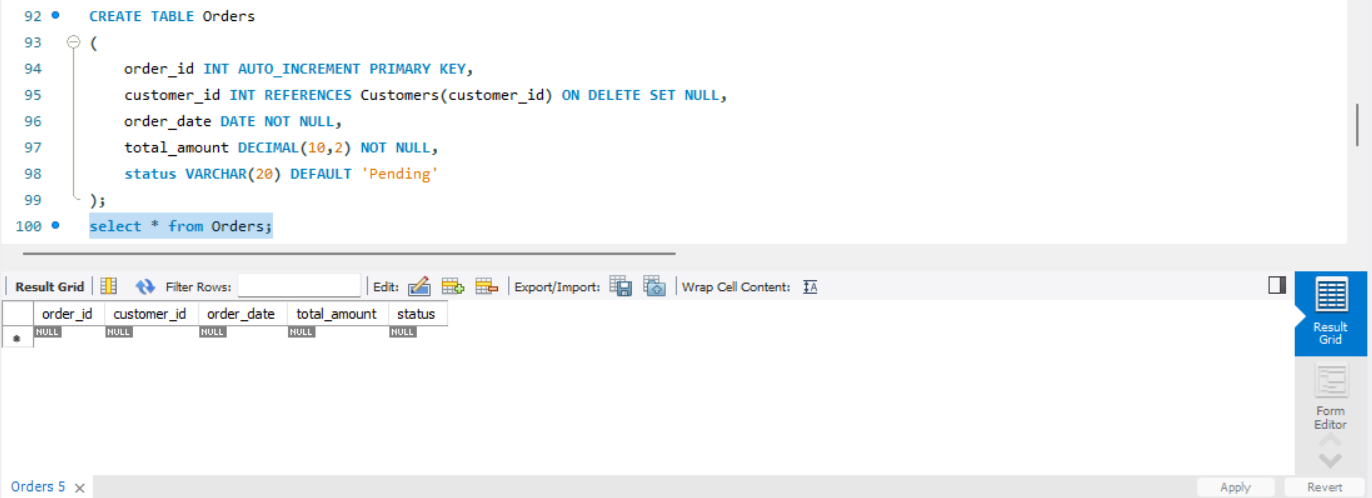 92 CREATE TABLE Orders
93 (
94 order_id INT AUTO_INCREMENT PRIMARY KEY,
95 customer_id INT REFERENCES Customers(customer_id) ON DELETE SET NULL,
96 order_date DATE NOT NULL,
97 total_amount DECIMAL(10,2) NOT NULL,
98 status VARCHAR(20) DEFAULT 'Pending'
99 );
100 select * from Orders;
Result Grid Filter Rows: Edit: Export/Import: Wrap Cell Content: IA
order_id customer_id order_date total_amount status
* NULL NULL NULL NULL NULL
Result
Grid
Form
Editor
Orders 5 × Apply Revert